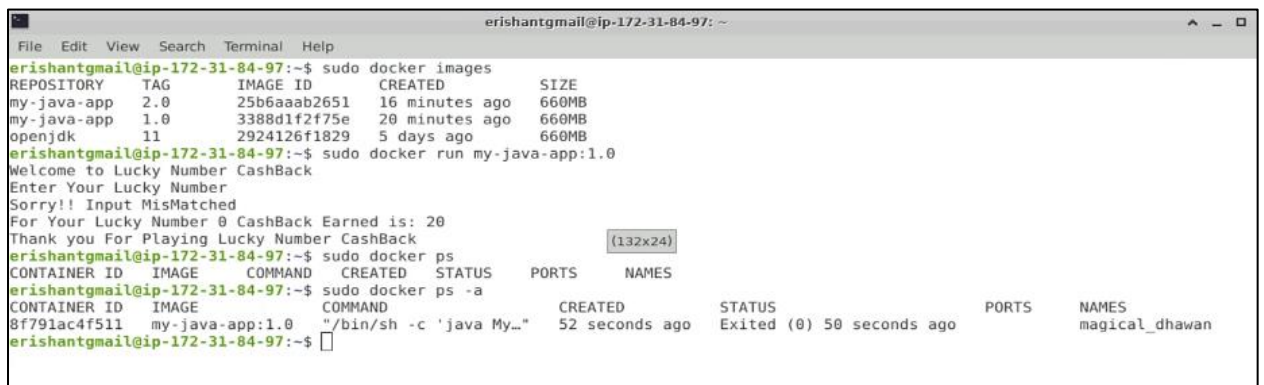 erishantgmail@ip-172-31-84-97: ~
File Edit View Search Terminal Help
erishantgmail@ip-172-31-84-97:~$ sudo docker images
REPOSITORY TAG IMAGE ID CREATED SIZE
my-java-app 2.0 25b6aaab2651 16 minutes ago 660MB
my-java-app 1.0 3388d1f2f75e 20 minutes ago 660MB
openjdk 11 2924126f1829 5 days ago 660MB
erishantgmail@ip-172-31-84-97:~$ sudo docker run my-java-app:1.0
Welcome to Lucky Number CashBack
Enter Your Lucky Number
Sorry!! Input MisMatched
For Your Lucky Number 0 CashBack Earned is: 20
Thank you For Playing Lucky Number CashBack (132x24)
erishantgmail@ip-172-31-84-97:~$ sudo docker ps
CONTAINER ID IMAGE COMMAND CREATED STATUS PORTS NAMES
erishantgmail@ip-172-31-84-97:~$ sudo docker ps -a
CONTAINER ID IMAGE COMMAND CREATED STATUS PORTS NAMES
8f791ac4f511 my-java-app:1.0 "/bin/sh -c 'java My…" 52 seconds ago Exited (0) 50 seconds ago magical_dhawan
erishantgmail@ip-172-31-84-97:~$